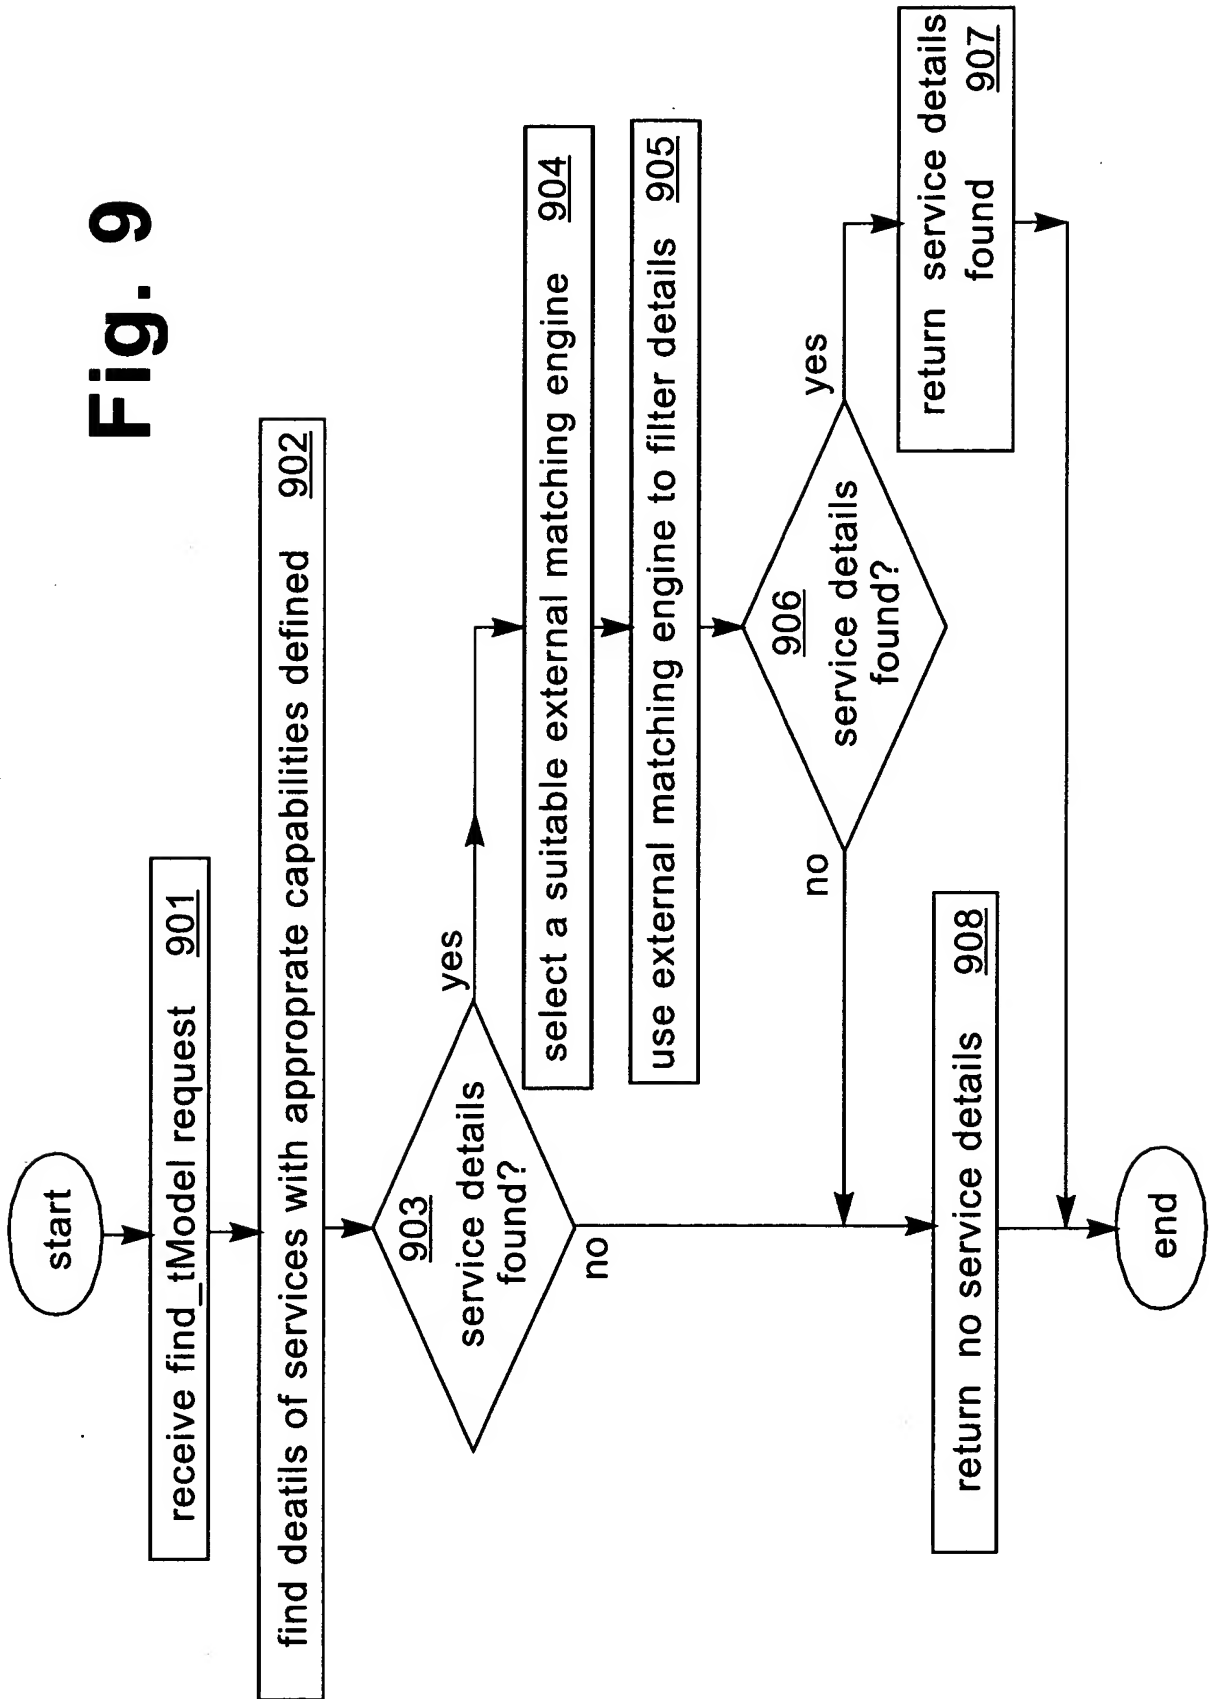 Fig. 9
start
receive find_tModel request 901
find deatils of services with approprate capabilities defined 902
903
service details
found?
yes
no
select a suitable external matching engine 904
use external matching engine to filter details 905
906
service details
found?
yes
no
return service details
found 907
return no service details 908
end